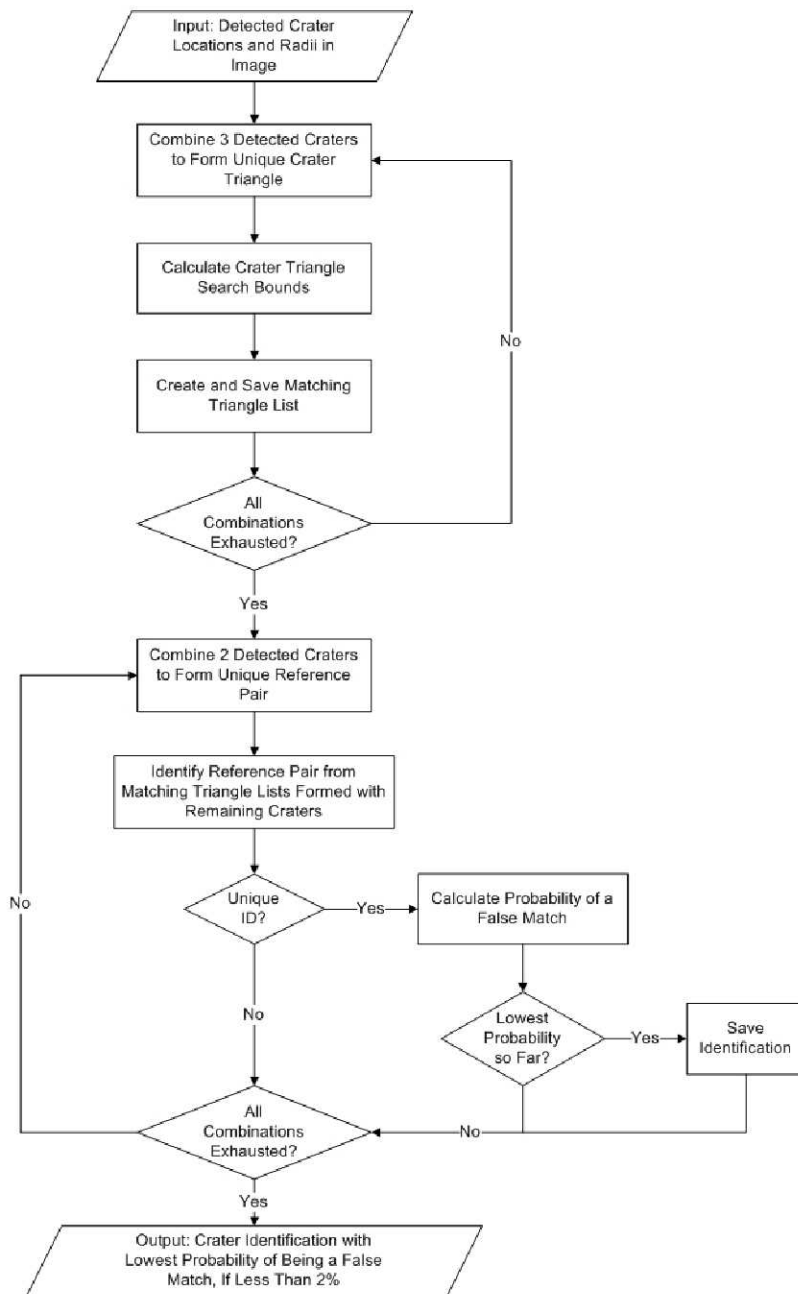 Input: Detected Crater
Locations and Radii in
Image
Combine 3 Detected Craters
to Form Unique Crater
Triangle
Calculate Crater Triangle
Search Bounds
No
Create and Save Matching
Triangle List
All
Combinations
Exhausted?
Yes
Combine 2 Detected Craters
to Form Unique Reference
Pair
Identify Reference Pair from
Matching Triangle Lists Formed with
Remaining Craters
No
Unique
ID?
Yes
Calculate Probability of a
False Match
No
Lowest
Probability
so Far?
Yes
Save
Identification
No
All
Combinations
Exhausted?
Yes
Output: Crater Identification with
Lowest Probability of Being a False
Match, If Less Than 2%